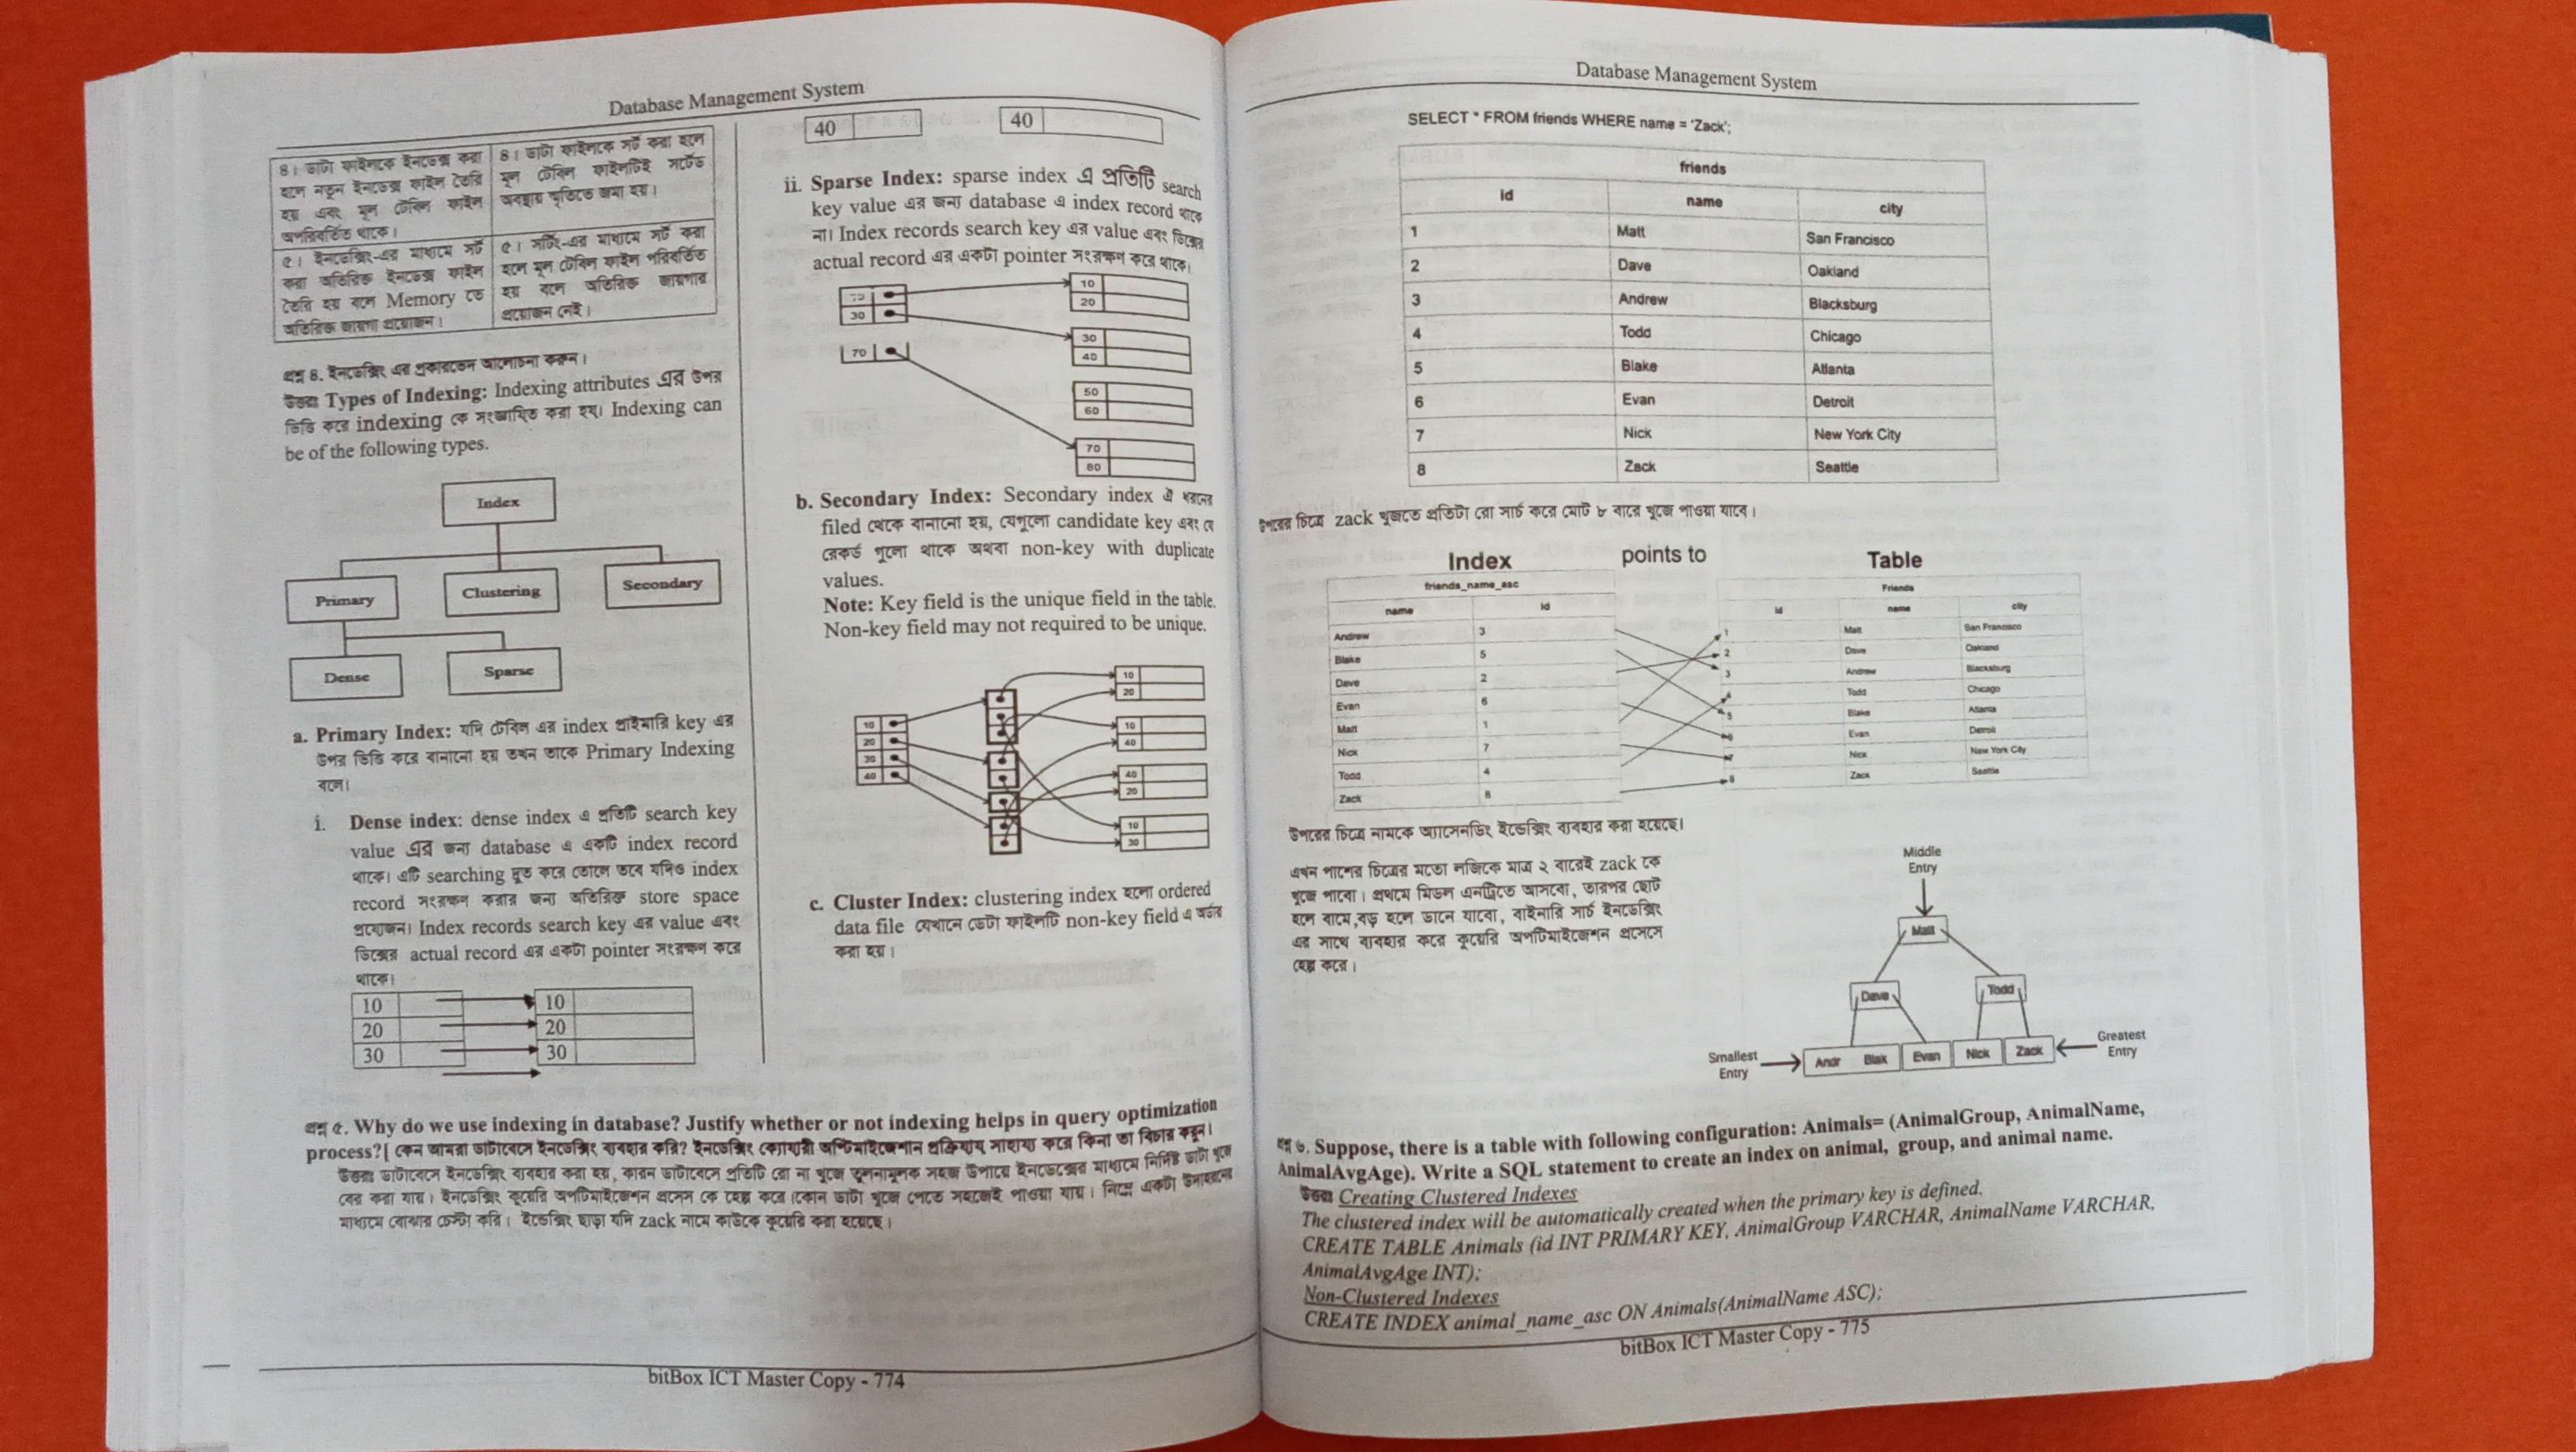 Database Management System
৪। ডাটা ফাইলকে ইনডেক্স করা
হলে নতুন ইনডেক্স ফাইল তৈরি
হয় এবং মূল টেবিল ফাইল
অপরিবর্তিত থাকে।
৪। ডাটা ফাইলকে সর্ট করা হলে
মূল টেবিল ফাইলটিই সর্টেড
অবস্থায় স্মৃতিতে জমা হয়।
৫। ইনডেক্সিং-এর মাধ্যমে সর্ট
করা অতিরিক্ত ইনডেক্স ফাইল
তৈরি হয় বলে Memory তে
অতিরিক্ত জায়গা প্রয়োজন।
৫। সর্টিং-এর মাধ্যমে সর্ট করা
হলে মূল টেবিল ফাইল পরিবর্তিত
হয় বলে অতিরিক্ত জায়গার
প্রয়োজন নেই।
প্রশ্ন ৪. ইনডেক্সিং এর প্রকারভেদ আলোচনা করুন।
উত্তরঃ Types of Indexing: Indexing attributes এর উপর
ভিত্তি করে indexing কে সংজ্ঞায়িত করা হয়। Indexing can
be of the following types.
Index
Primary
Clustering
Secondary
Dense
Sparse
a. Primary Index: যদি টেবিল এর index প্রাইমারি key এর
উপর ভিত্তি করে বানানো হয় তখন তাকে Primary Indexing
বলে।
i. Dense index: dense index এ প্রতিটি search key
value এর জন্য database এ একটি index record
থাকে। এটি searching দ্রুত করে তোলে তবে যদিও index
record সংরক্ষণ করার জন্য অতিরিক্ত store space
প্রয়োজন। Index records search key এর value এবং
ডিস্কের actual record এর একটা pointer সংরক্ষণ করে
থাকে।
10 10
20 20
30 30
40 40
ii. Sparse Index: sparse index এ প্রতিটি search
key value এর জন্য database এ index record থাকে
না। Index records search key এর value এবং ডিস্কের
actual record এর একটা pointer সংরক্ষণ করে থাকে।
10
30
20
30
70
40
50
60
70
80
b. Secondary Index: Secondary index ঐ ধরনের
filed থেকে বানানো হয়, যেগুলো candidate key এবং যে
রেকর্ড গুলো থাকে অথবা non-key with duplicate
values.
Note: Key field is the unique field in the table.
Non-key field may not required to be unique.
10
20
30
40
10
20
10
40
40
20
10
30
c. Cluster Index: clustering index হলো ordered
data file যেখানে ডেটা ফাইলটি non-key field এ অর্ডার
করা হয়।
প্রশ্ন ৫. Why do we use indexing in database? Justify whether or not indexing helps in query optimization
process?[ কেন আমরা ডাটাবেসে ইনডেক্সিং ব্যবহার করি? ইনডেক্সিং ক্যোয়ারী অপ্টিমাইজেশান প্রক্রিয়ায় সাহায্য করে কিনা তা বিচার করুন।
উত্তরঃ ডাটাবেসে ইনডেক্সিং ব্যবহার করা হয়, কারন ডাটাবেসে প্রতিটি রো না খুজে তুলনামূলক সহজ উপায়ে ইনডেক্সের মাধ্যমে নির্দিষ্ট ডাটা খুজে
বের করা যায়। ইনডেক্সিং কুয়েরি অপটিমাইজেশন প্রসেস কে হেল্প করে।কোন ডাটা খুজে পেতে সহজেই পাওয়া যায়। নিম্নে একটা উদাহরনের
মাধ্যমে বোঝার চেস্টা করি। ইন্ডেক্সিং ছাড়া যদি zack নামে কাউকে কুয়েরি করা হয়েছে।
bitBox ICT Master Copy - 774
Database Management System
SELECT * FROM friends WHERE name = 'Zack';
friends
id name city
1 Matt San Francisco
2 Dave Oakland
3 Andrew Blacksburg
4 Todd Chicago
5 Blake Atlanta
6 Evan Detroit
7 Nick New York City
8 Zack Seattle
উপরের চিত্রে zack খুজতে প্রতিটা রো সার্চ করে মোট ৮ বারে খুজে পাওয়া যাবে।
Index points to Table
friends_name_asc
name id
Andrew 3
Blake 5
Dave 2
Evan 6
Matt 1
Nick 7
Todd 4
Zack 8
Friends
id name city
1 Matt San Francisco
2 Dave Oakland
3 Andrew Blacksburg
4 Todd Chicago
5 Blake Atlanta
6 Evan Detroit
7 Nick New York City
8 Zack Seattle
উপরের চিত্রে নামকে অ্যাসেনডিং ইন্ডেক্সিং ব্যবহার করা হয়েছে।
এখন পাশের চিত্রের মতো লজিকে মাত্র ২ বারেই zack কে
খুজে পাবো। প্রথমে মিডল এনট্রিতে আসবো, তারপর ছোট
হলে বামে,বড় হলে ডানে যাবো, বাইনারি সার্চ ইনডেক্সিং
এর সাথে ব্যবহার করে কুয়েরি অপটিমাইজেশন প্রসেসে
হেল্প করে।
Middle
Entry
Matt
Dave
Todd
Smallest
Entry
Andr Blak Evan Nick Zack
Greatest
Entry
প্রশ্ন ৬. Suppose, there is a table with following configuration: Animals= (AnimalGroup, AnimalName,
AnimalAvgAge). Write a SQL statement to create an index on animal, group, and animal name.
উত্তরঃ Creating Clustered Indexes
The clustered index will be automatically created when the primary key is defined.
CREATE TABLE Animals (id INT PRIMARY KEY, AnimalGroup VARCHAR, AnimalName VARCHAR,
AnimalAvgAge INT);
Non-Clustered Indexes
CREATE INDEX animal_name_asc ON Animals(AnimalName ASC);
bitBox ICT Master Copy - 775